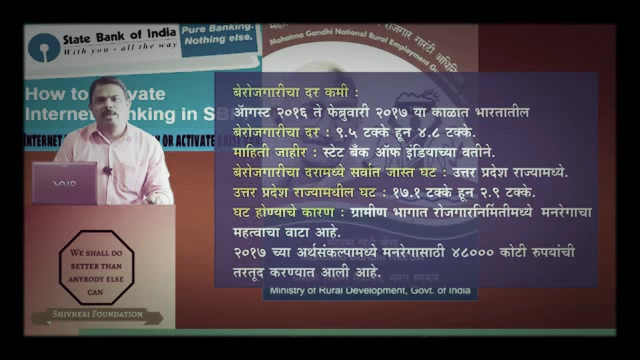 State Bank of India
With you - all the way
Pure Banking.
Nothing else.
Mahatma Gandhi National Rural Employment
How to
Internet
VAIO
WE SHALL DO
BETTER THAN
ANYBODY ELSE
CAN
SHIVNERI FOUNDATION
बेरोजगारीचा दर कमी :
ऑगस्ट २०१६ ते फेब्रुवारी २०१७ या काळात भारतातील
बेरोजगारीचा दर : ९.५ टक्के हून ४.८ टक्के.
माहिती जाहीर : स्टेट बँक ऑफ इंडियाच्या वतीने.
बेरोजगारीचा दरामध्ये सर्वात जास्त घट : उत्तर प्रदेश राज्यामध्ये.
उत्तर प्रदेश राज्यामधील घट : १७.१ टक्के हून २.९ टक्के.
घट होण्याचे कारण : ग्रामीण भागात रोजगारनिर्मितीमध्ये मनरेगाचा
महत्वाचा वाटा आहे.
२०१७ च्या अर्थसंकल्पामध्ये मनरेगासाठी ४८००० कोटी रुपयांची
तरतूद करण्यात आली आहे.
Ministry of Rural Development, Govt. of India